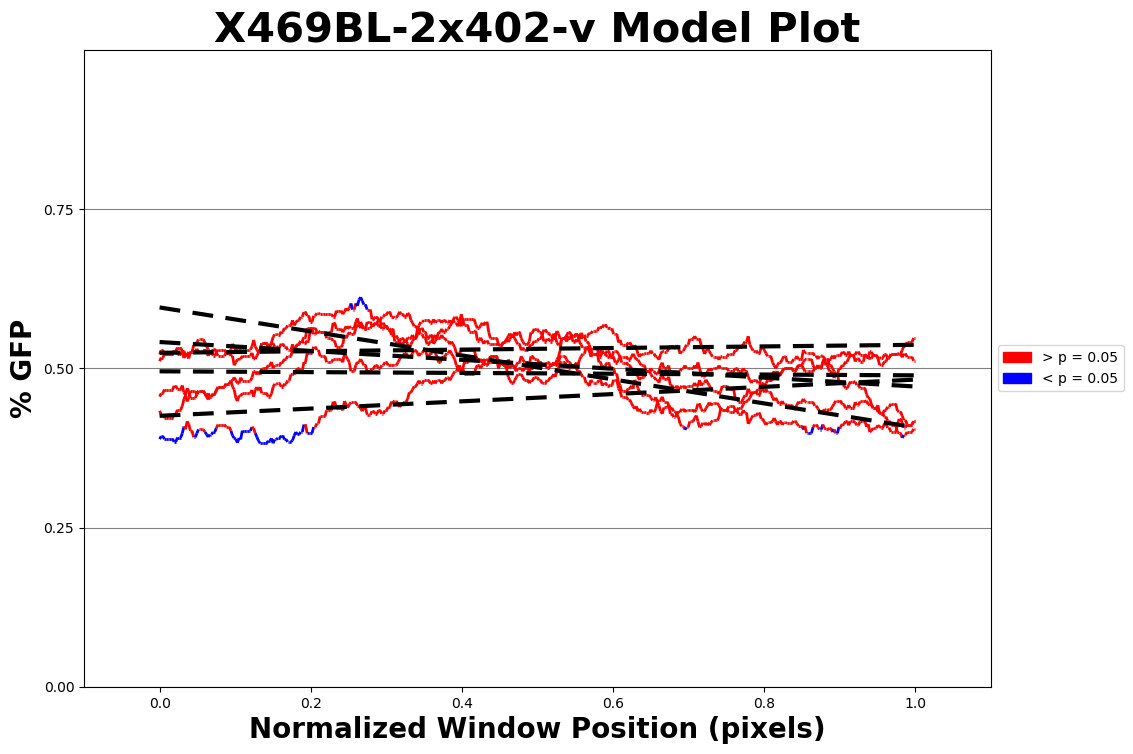 X469BL-2x402-v Model Plot
% GFP
0.75
0.50
0.25
0.00
0.0 0.2 0.4 0.6 0.8 1.0
Normalized Window Position (pixels)
> p = 0.05
< p = 0.05